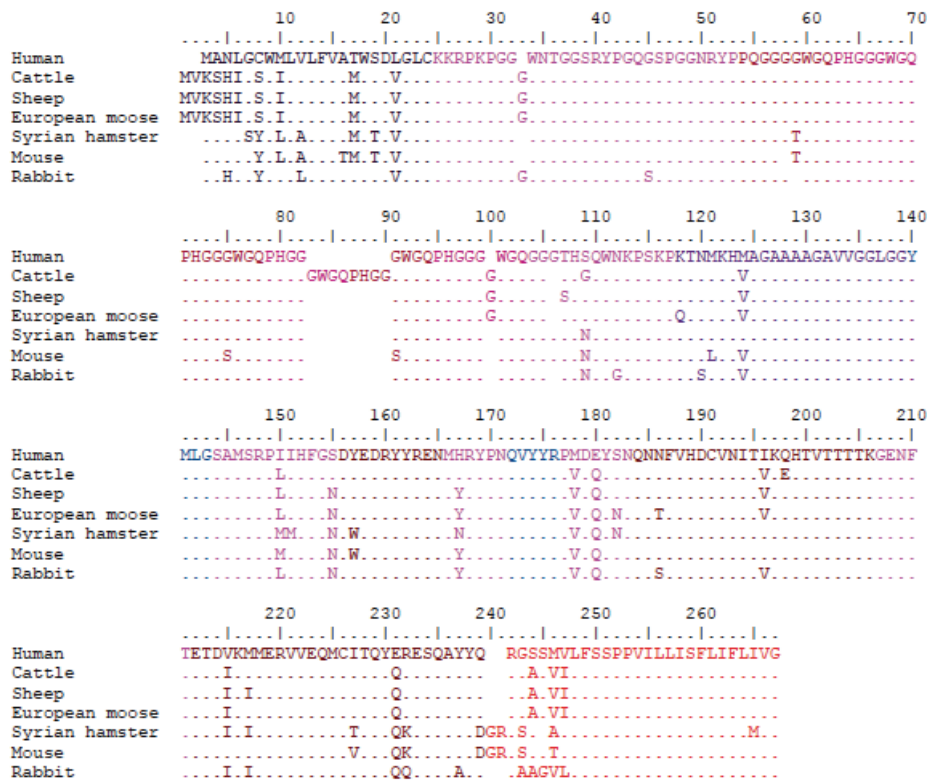 10 20 30 40 50 60 70
....|....|....|....|....|....|....|....|....|....|....|....|....|....|
Human   MANLGCWMLVLFVATWSDLGLCKKRPKPGG WNTGGSRYPGQGSPGGNRYPPQGGGGWGQPHGGGWGQ
Cattle MVKSHI.S.I......M...V...........G.....................................
Sheep MVKSHI.S.I......M...V...........G.....................................
European moose MVKSHI.S.I......M...V...........G.....................................
Syrian hamster   ....SY.L.A....M.T.V........... .........................T...........
Mouse   .....Y.L.A...TM.T.V........... .........................T...........
Rabbit   ..H..Y...L........V...........G...........S.........................
80 90 100 110 120 130 140
....|....|....|....|....|....|....|....|....|....|....|....|....|....|
Human PHGGGWGQPHGG        GWGQPHGGG WGQGGGTHSQWNKPSKPKTNMKHMAGAAAAGAVVGGLGGY
Cattle ............GWGQPHGG.........G........G..............V................
Sheep ............        .........G......S................V................
European moose ............        .........G.................Q.....V................
Syrian hamster ............        ......... ........N...............................
Mouse ....S.......        S........ ........N...........L..V................
Rabbit ............        ......... ........N..G.......S...V................
150 160 170 180 190 200 210
....|....|....|....|....|....|....|....|....|....|....|....|....|....|
Human MLGSAMSRPIIHFGSDYEDRYYRENMHRYPNQVYYRPMDEYSNQNNFVHDCVNITIKQHTVTTTTKGENF
Cattle .........L...........................V.Q...............V.E............
Sheep .........L....N...........Y..........V.Q...............V..............
European moose .........L....N...........Y..........V.Q.N...T.........V..............
Syrian hamster .........MM...N.W.........N..........V.Q.N............................
Mouse .........M....N.W.........Y..........V.Q..............................
Rabbit .........L....N...........Y..........V.Q.....S.........V..............
220 230 240 250 260
....|....|....|....|....|....|....|....|....|....|....|..
Human TETDVKMMERVVEQMCITQYERESQAYYQ  RGSSMVLFSSPPVILLISFLIFLIVG
Cattle ....I...............Q........  ..A.VI....................
Sheep ....I.I.............Q........  ..A.VI....................
European moose ....I...............Q........  ..A.VI....................
Syrian hamster ....I.I.........T...QK......DGR.S..A..................M..
Mouse ................V...QK......DGR.S..T.....................
Rabbit ....I.I.............QQ....A..  .AAGVL....................